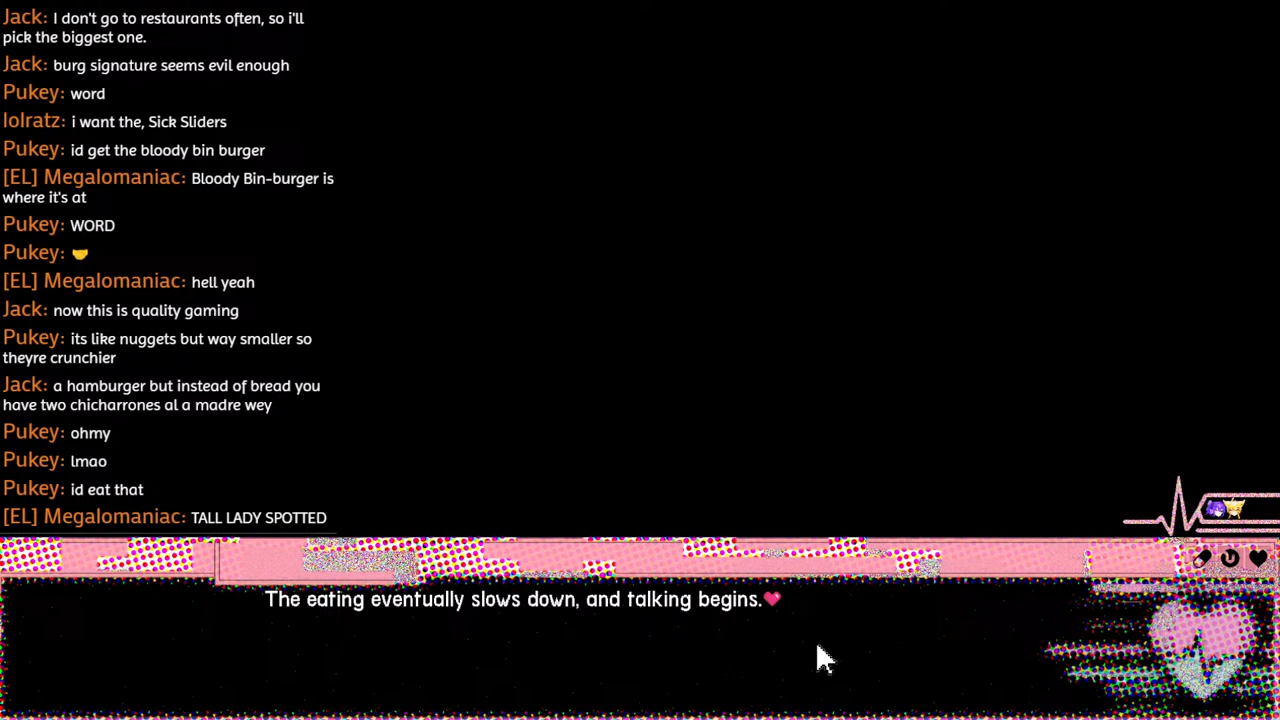 Jack: I don't go to restaurants often, so i'll
pick the biggest one.
Jack: burg signature seems evil enough
Pukey: word
lolratz: i want the, Sick Sliders
Pukey: id get the bloody bin burger
[EL] Megalomaniac: Bloody Bin-burger is
where it's at
Pukey: WORD
Pukey: 🤝
[EL] Megalomaniac: hell yeah
Jack: now this is quality gaming
Pukey: its like nuggets but way smaller so
theyre crunchier
Jack: a hamburger but instead of bread you
have two chicharrones al a madre wey
Pukey: ohmy
Pukey: lmao
Pukey: id eat that
[EL] Megalomaniac: TALL LADY SPOTTED
The eating eventually slows down, and talking begins.